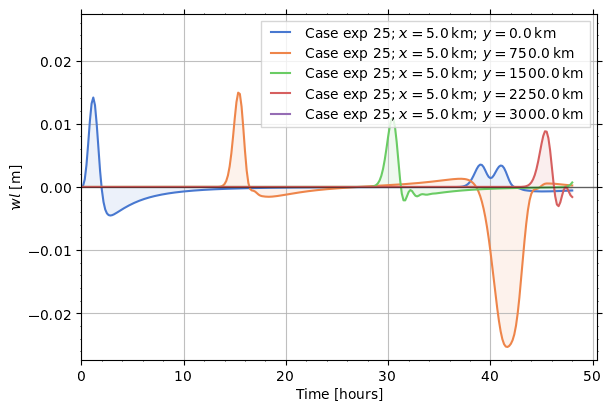 Case exp 25; x = 5.0 km; y = 0.0 km
Case exp 25; x = 5.0 km; y = 750.0 km
Case exp 25; x = 5.0 km; y = 1500.0 km
Case exp 25; x = 5.0 km; y = 2250.0 km
Case exp 25; x = 5.0 km; y = 3000.0 km
wl [m]
0.02
0.01
0.00
−0.01
−0.02
0 10 20 30 40 50
Time [hours]